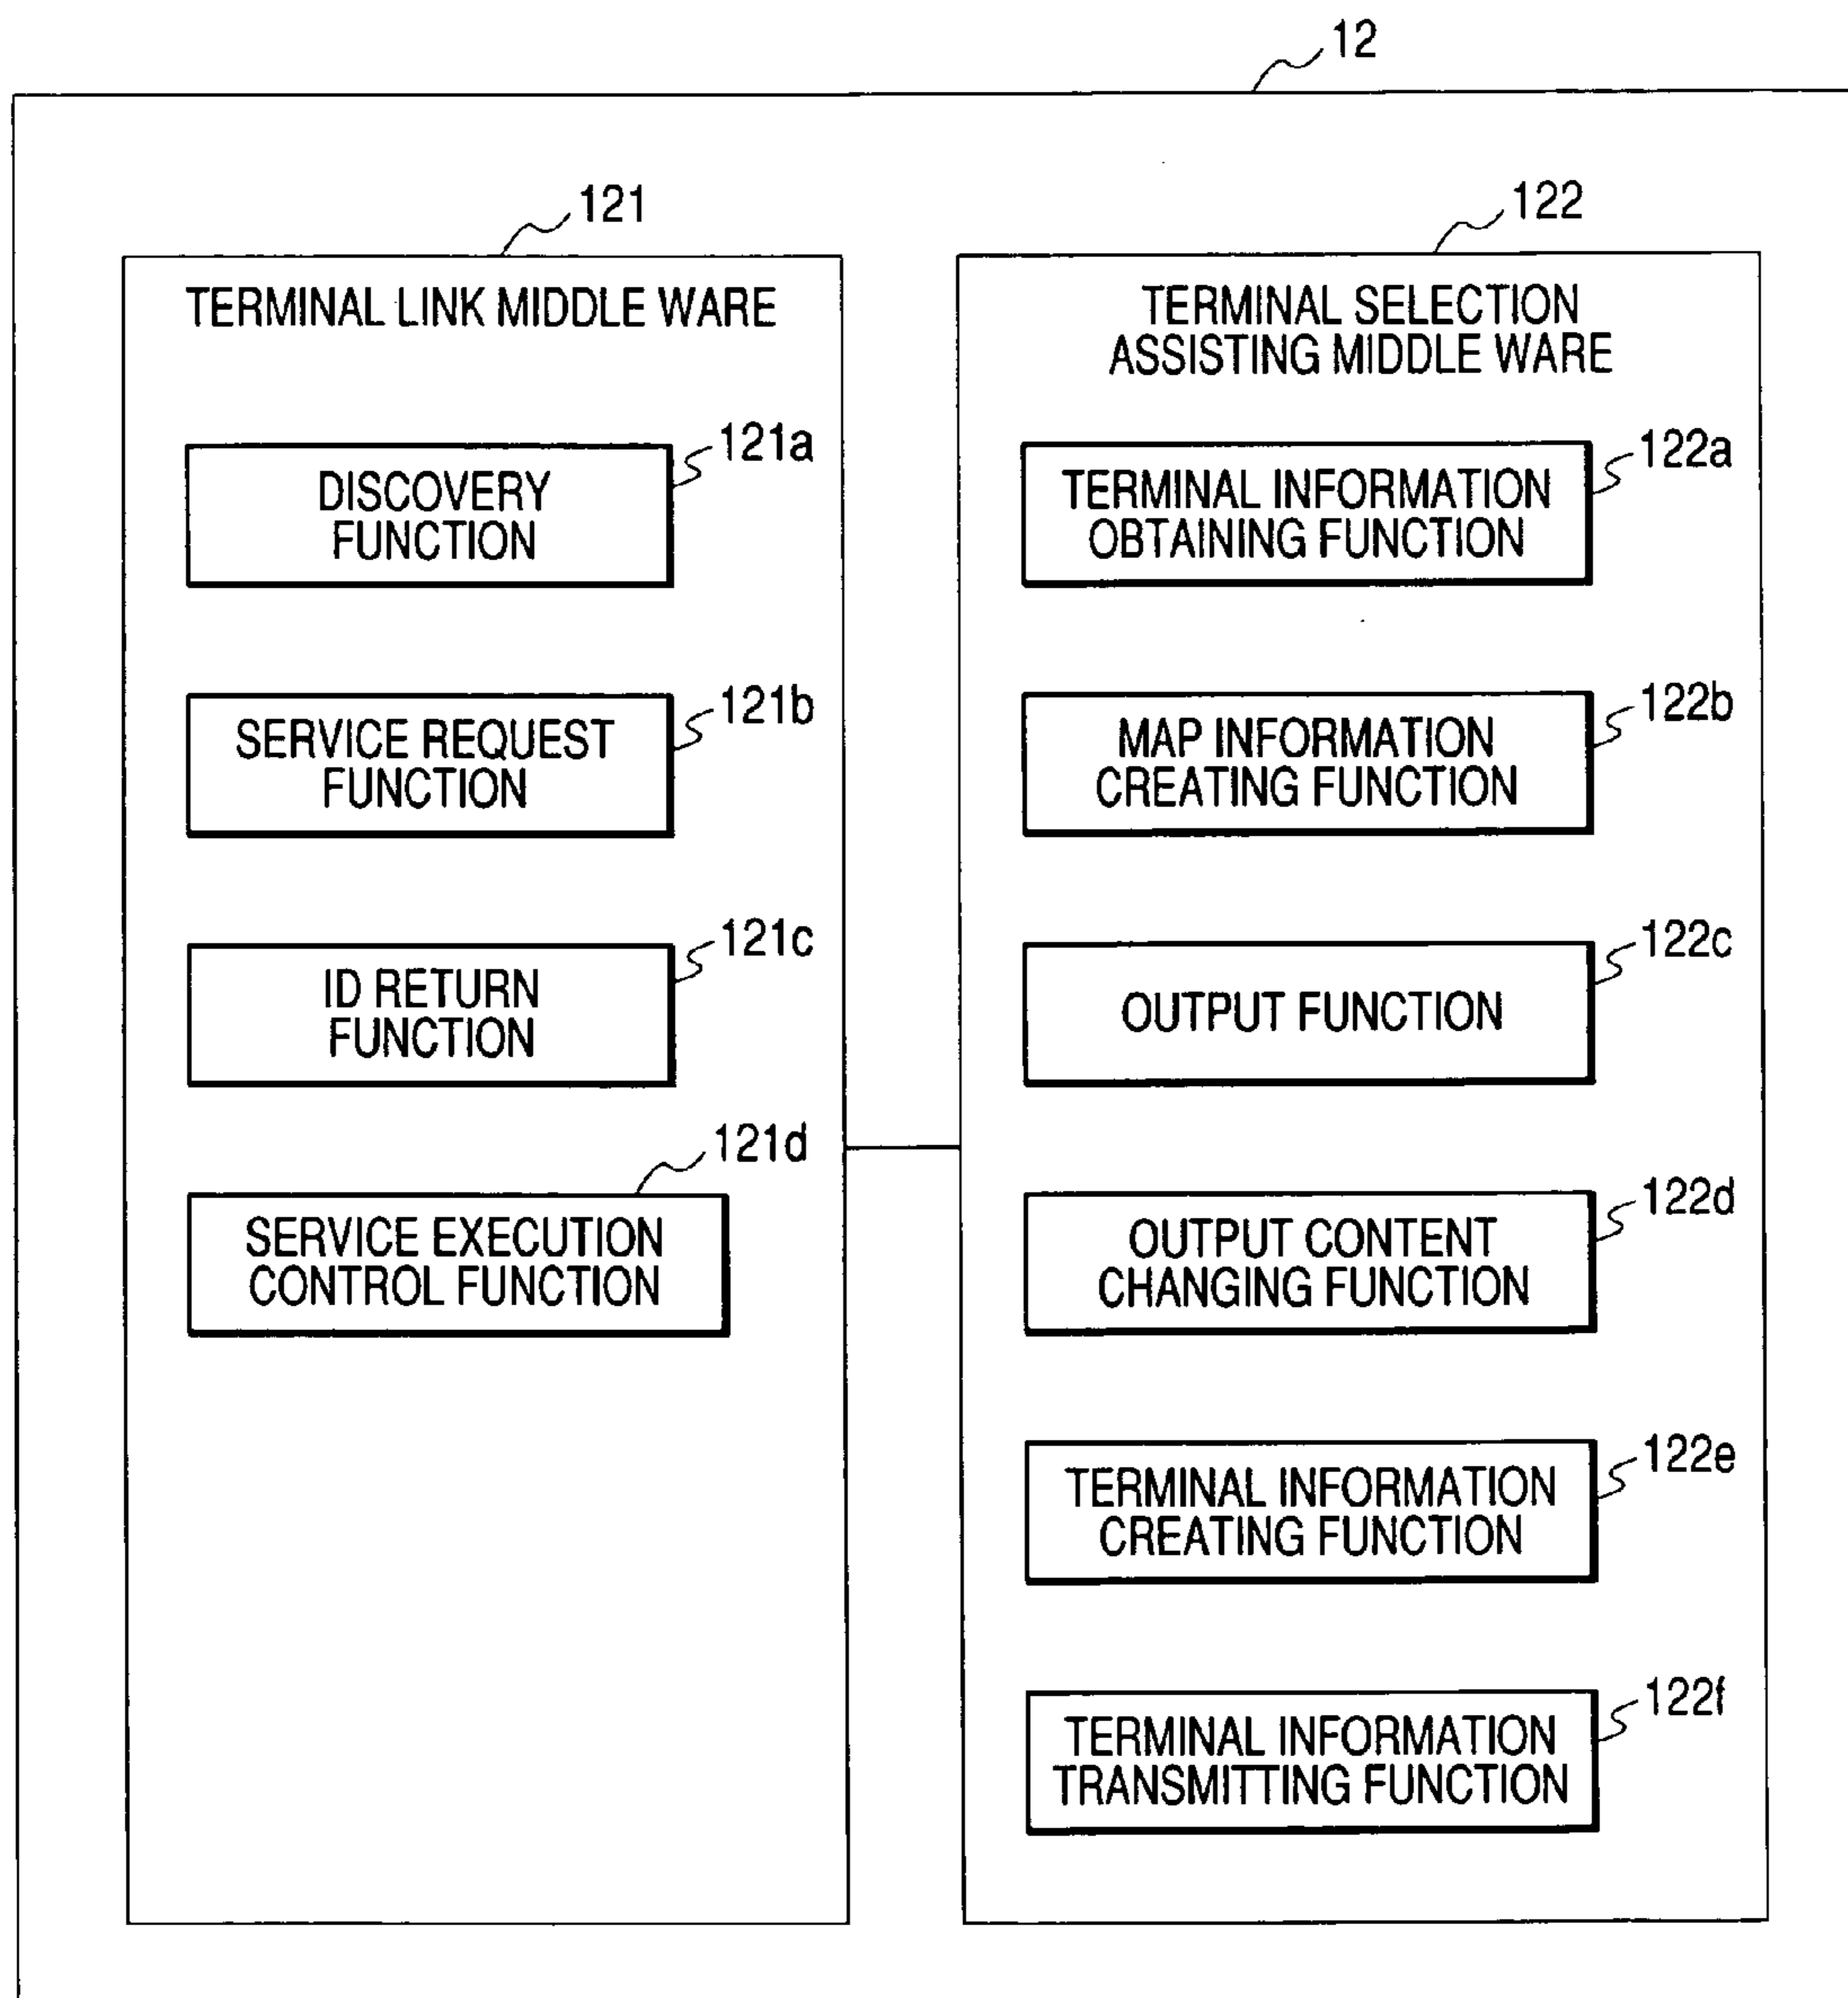 12
121
TERMINAL LINK MIDDLE WARE
121a
DISCOVERY
FUNCTION
121b
SERVICE REQUEST
FUNCTION
121c
ID RETURN
FUNCTION
121d
SERVICE EXECUTION
CONTROL FUNCTION
122
TERMINAL SELECTION
ASSISTING MIDDLE WARE
122a
TERMINAL INFORMATION
OBTAINING FUNCTION
122b
MAP INFORMATION
CREATING FUNCTION
122c
OUTPUT FUNCTION
122d
OUTPUT CONTENT
CHANGING FUNCTION
122e
TERMINAL INFORMATION
CREATING FUNCTION
122f
TERMINAL INFORMATION
TRANSMITTING FUNCTION